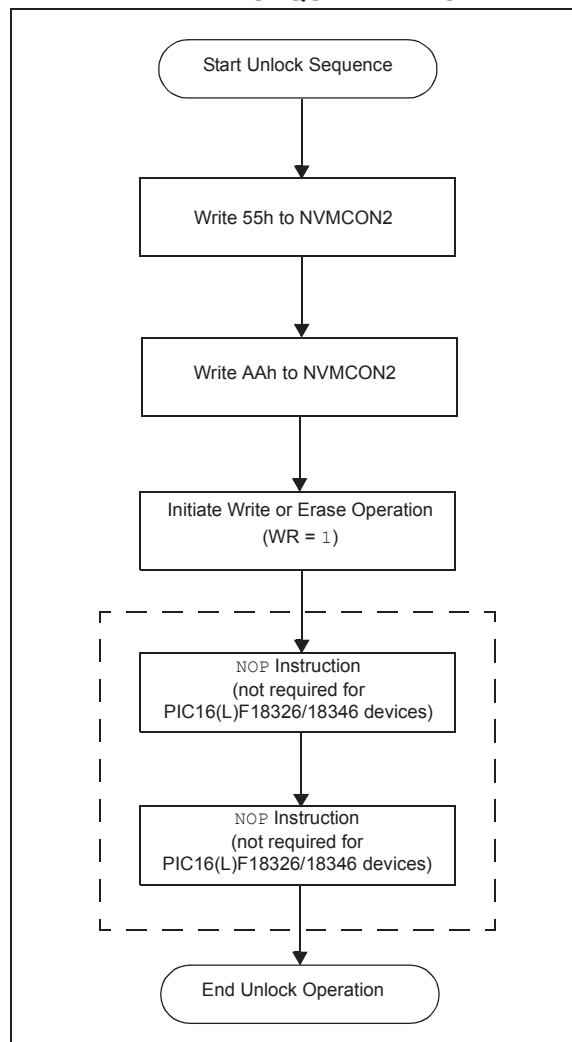 Start Unlock Sequence
Write 55h to NVMCON2
Write AAh to NVMCON2
Initiate Write or Erase Operation
(WR = 1)
NOP Instruction
(not required for
PIC16(L)F18326/18346 devices)
NOP Instruction
(not required for
PIC16(L)F18326/18346 devices)
End Unlock Operation